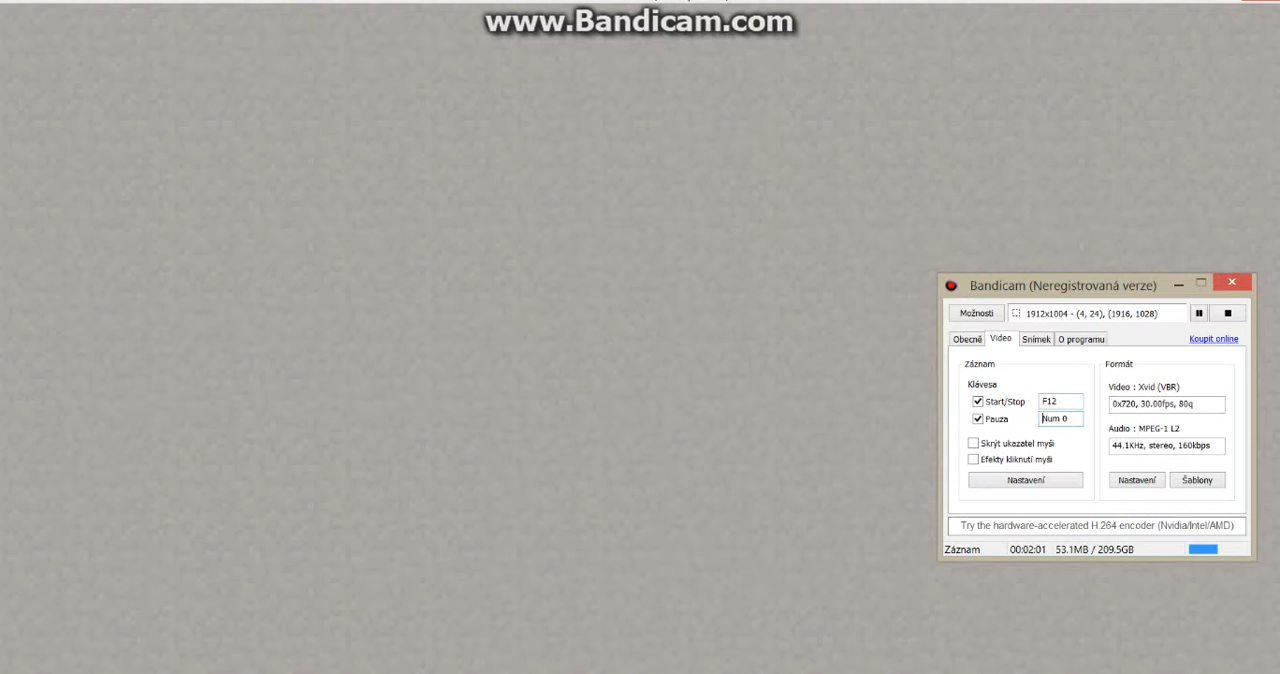 www.Bandicam.com
Bandicam (Neregistrovaná verze)
Možnosti
1912x1004 - (4, 24), (1916, 1028)
Obecně
Video
Snímek
O programu
Koupit online
Záznam
Klávesa
Start/Stop
F12
Pauza
Num 0
Skrýt ukazatel myši
Efekty kliknutí myši
Nastavení
Formát
Video : Xvid (VBR)
0x720, 30.00fps, 80q
Audio : MPEG-1 L2
44.1KHz, stereo, 160kbps
Nastavení
Šablony
Try the hardware-accelerated H.264 encoder (Nvidia/Intel/AMD)
Záznam
00:02:01
53.1MB / 209.5GB